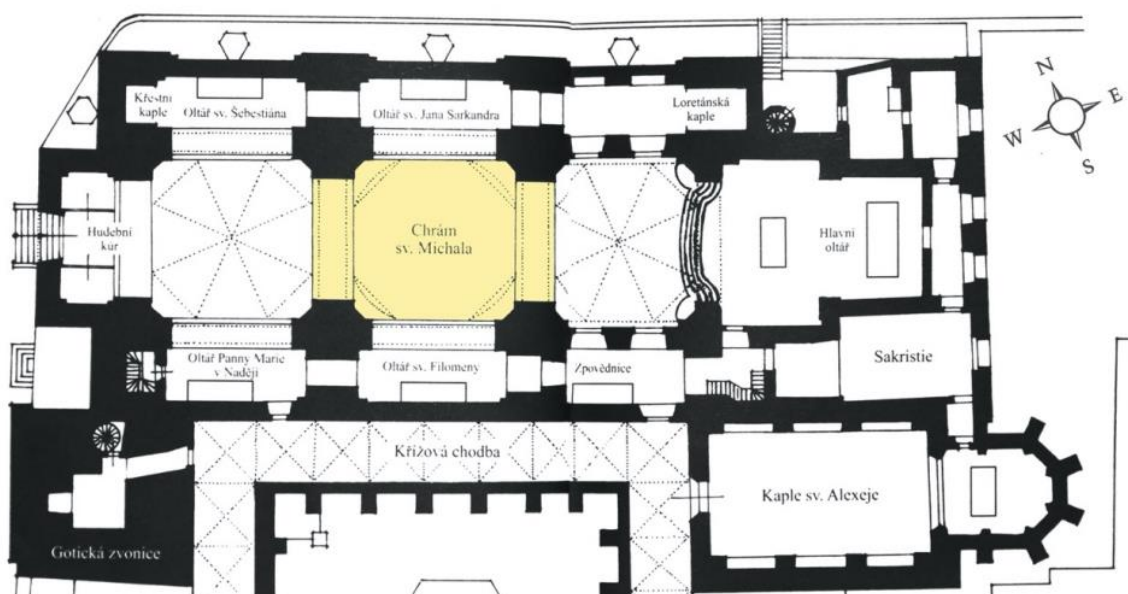 Křestní
kaple
Oltář sv. Šebestiána
Oltář sv. Jana Sarkandra
Loretánská
kaple
N
E
W
S
Hudební
kůr
Chrám
sv. Michala
Hlavní
oltář
Oltář Panny Marie
v Naději
Oltář sv. Filomeny
Zpovědnice
Sakristie
Křížová chodba
Kaple sv. Alexeje
Gotická zvonice